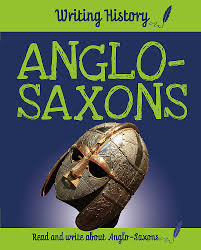 Writing History
ANGLO-
SAXONS
Read and write about Anglo-Saxons